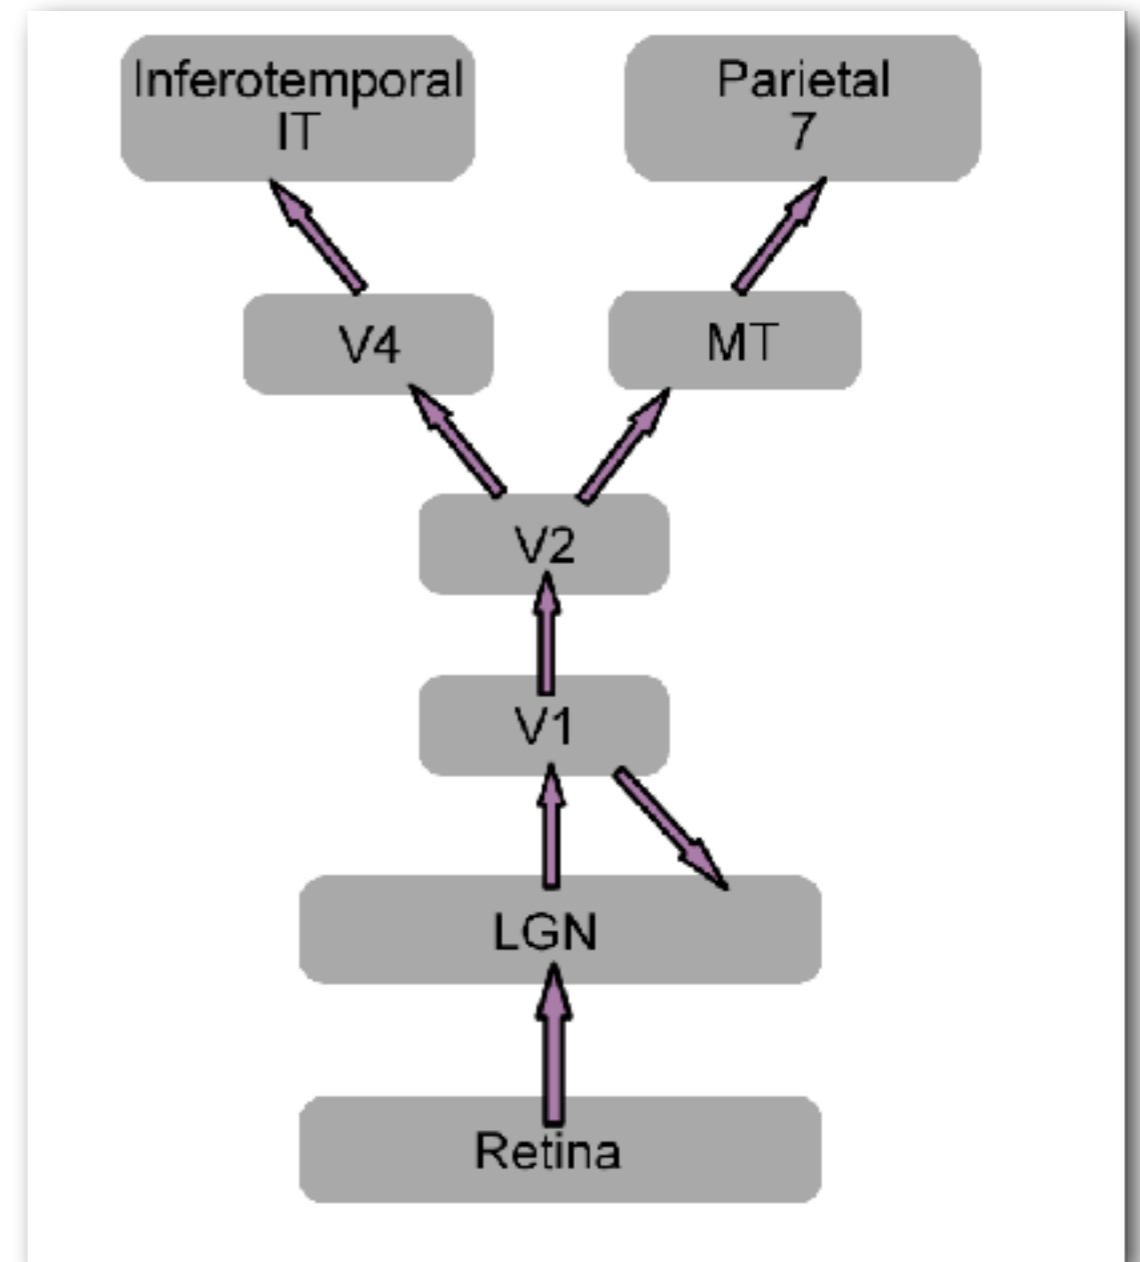 Inferotemporal
IT
Parietal
7
V4
MT
V2
V1
LGN
Retina